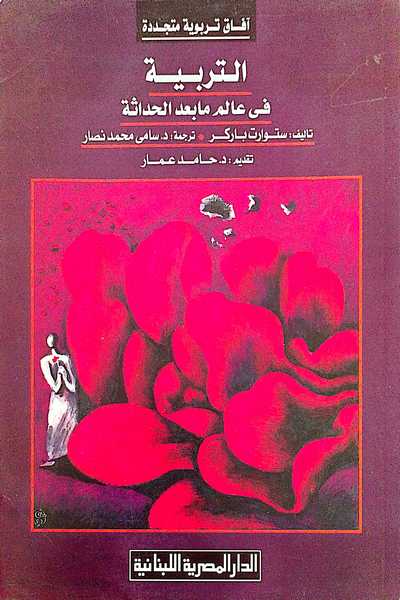 آفاق تربوية متجددة
التربية
فى عالم مابعد الحداثة
تاليف: ستوارت باركر • ترجمة: د. سامى محمد نصار
تقديم: د. حامد عمار
الدار المصرية اللبنانية